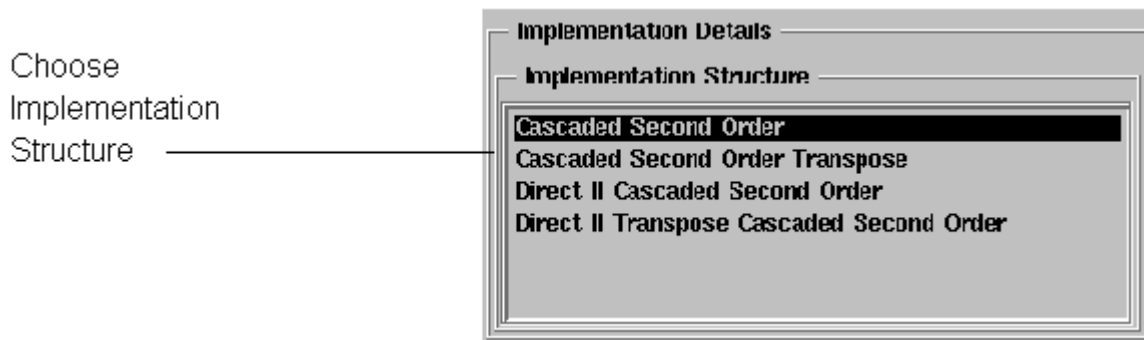 Choose
Implementation
Structure
Implementation Details
Implementation Structure
Cascaded Second Order
Cascaded Second Order Transpose
Direct II Cascaded Second Order
Direct II Transpose Cascaded Second Order